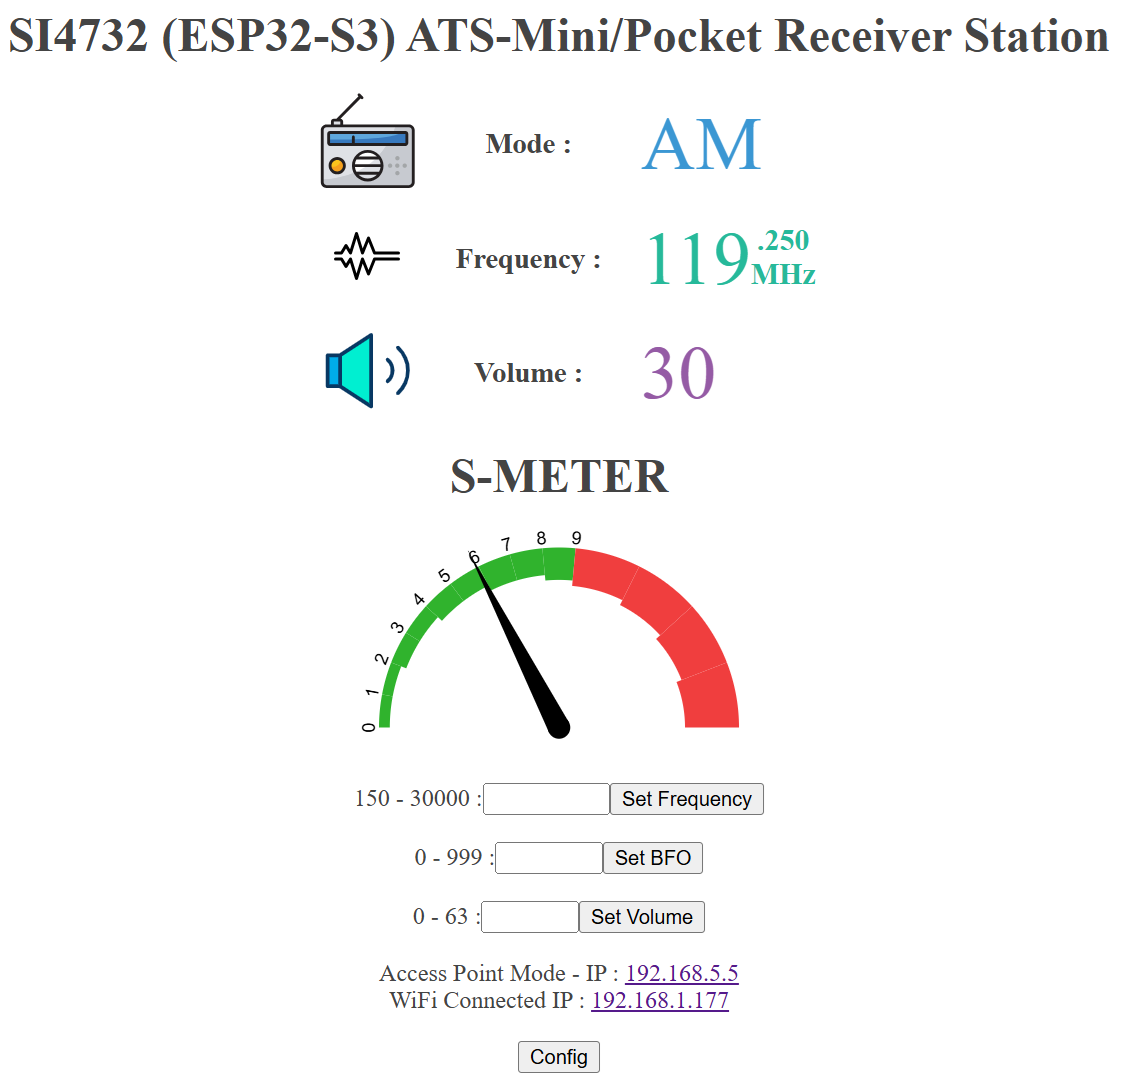 SI4732 (ESP32-S3) ATS-Mini/Pocket Receiver Station
Mode : AM
Frequency : 119 .250 MHz
Volume : 30
S-METER
0 1 2 3 4 5 6 7 8 9
150 - 30000 : Set Frequency
0 - 999 : Set BFO
0 - 63 : Set Volume
Access Point Mode - IP : 192.168.5.5
WiFi Connected IP : 192.168.1.177
Config